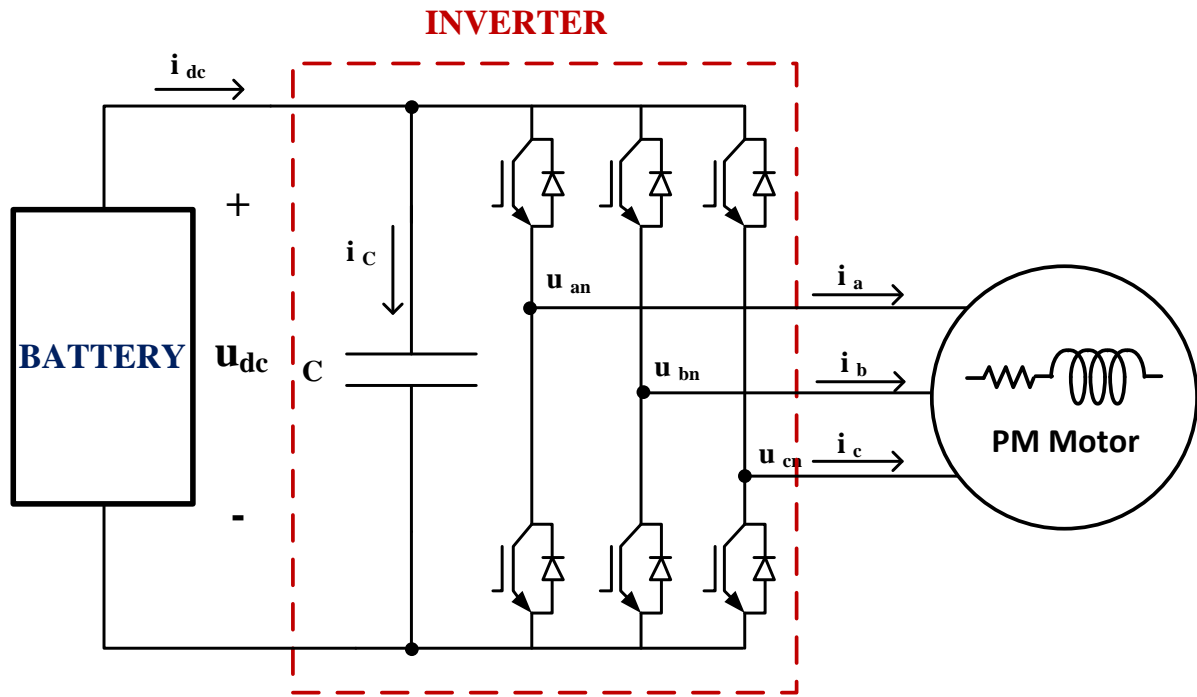 INVERTER
i dc
+
i C
u an
i a
BATTERY
u dc
C
u bn
i b
PM Motor
u cn
i c
-